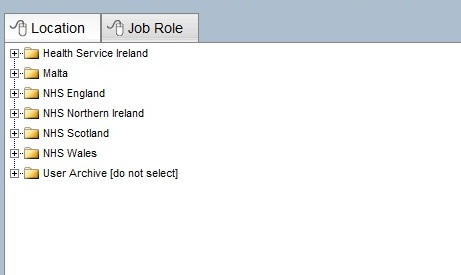 Location Job Role
Health Service Ireland
Malta
NHS England
NHS Northern Ireland
NHS Scotland
NHS Wales
User Archive [do not select]